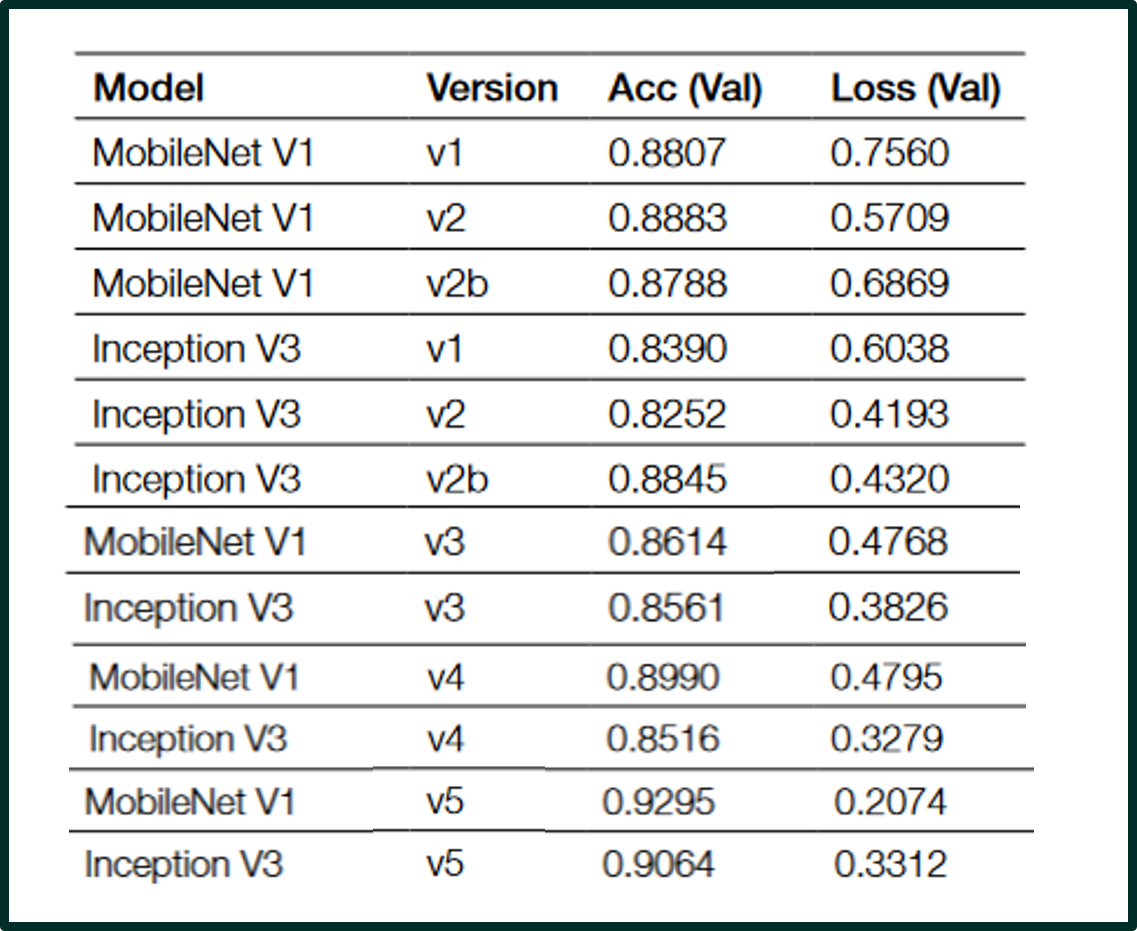 Model Version Acc (Val) Loss (Val)
MobileNet V1 v1 0.8807 0.7560
MobileNet V1 v2 0.8883 0.5709
MobileNet V1 v2b 0.8788 0.6869
Inception V3 v1 0.8390 0.6038
Inception V3 v2 0.8252 0.4193
Inception V3 v2b 0.8845 0.4320
MobileNet V1 v3 0.8614 0.4768
Inception V3 v3 0.8561 0.3826
MobileNet V1 v4 0.8990 0.4795
Inception V3 v4 0.8516 0.3279
MobileNet V1 v5 0.9295 0.2074
Inception V3 v5 0.9064 0.3312